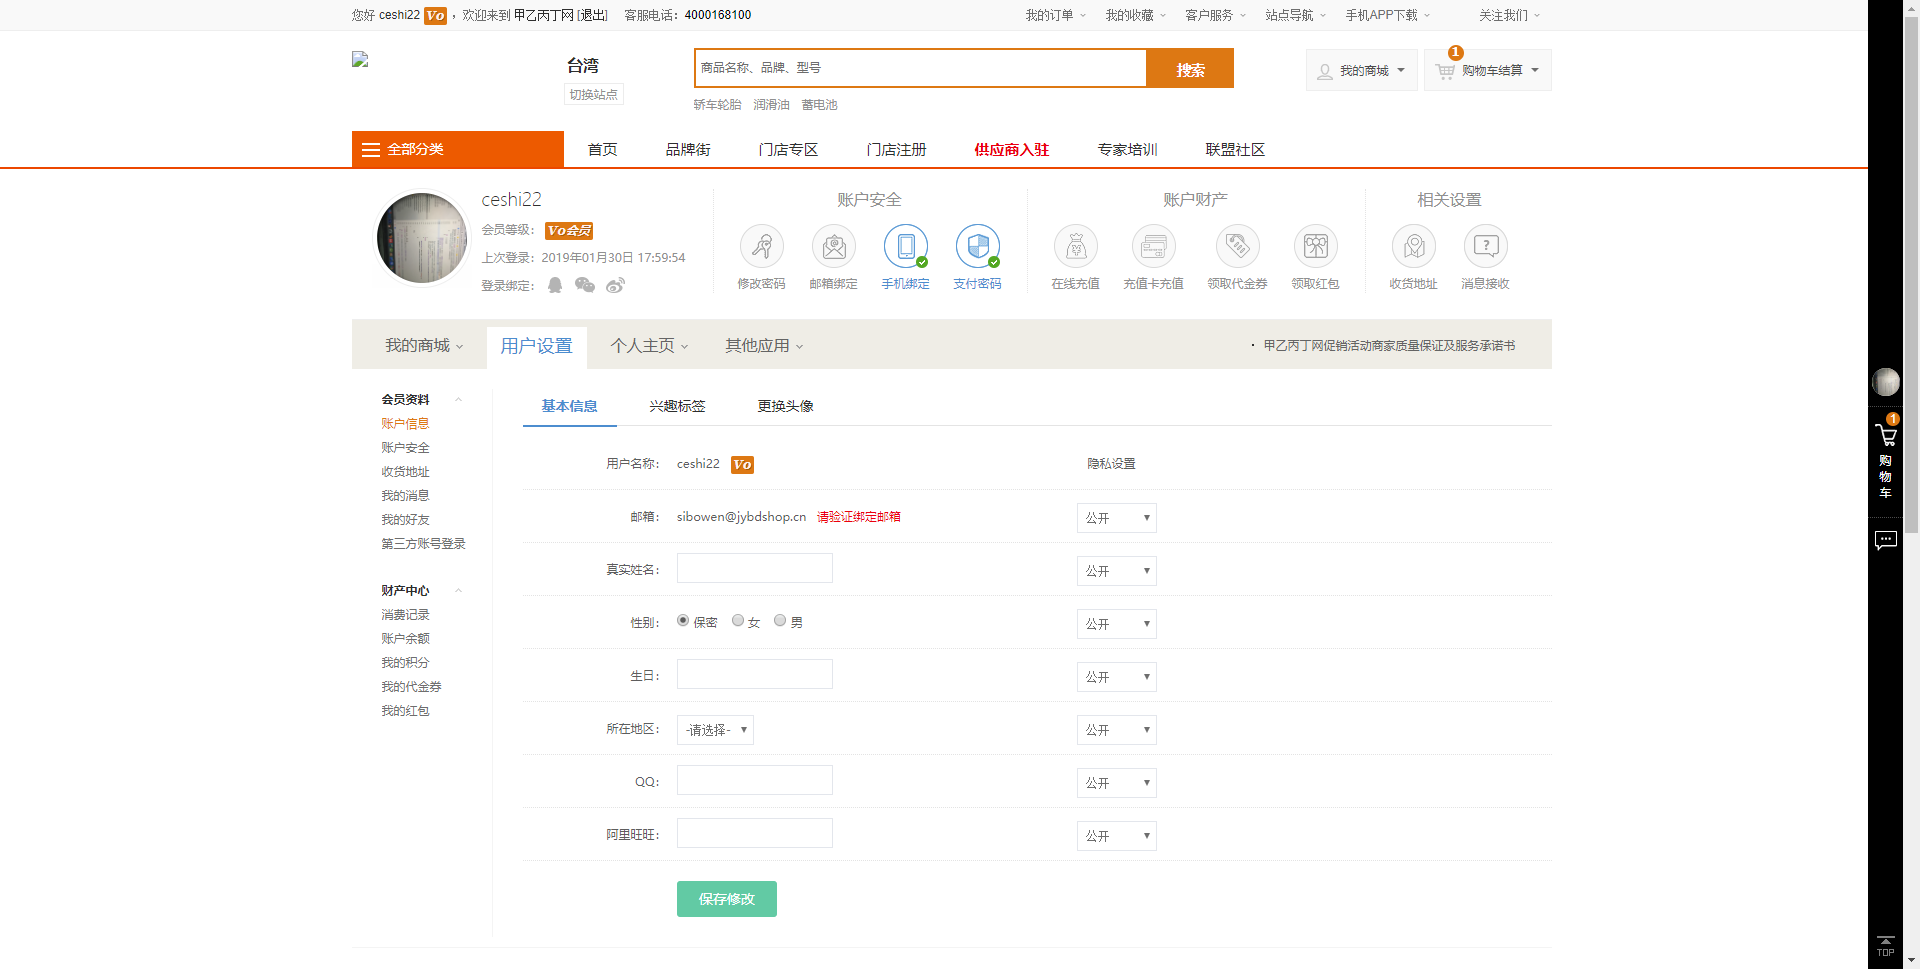 您好 ceshi22 Vo ，欢迎来到 甲乙丙丁网 [退出] 客服电话：4000168100 我的订单 我的收藏 客户服务 站点导航 手机APP下载 关注我们
台湾
切换站点
商品名称、品牌、型号 搜索
轿车轮胎 润滑油 蓄电池
我的商城 1 购物车结算
全部分类 首页 品牌街 门店专区 门店注册 供应商入驻 专家培训 联盟社区
ceshi22
会员等级： Vo会员
上次登录：2019年01月30日 17:59:54
登录绑定：
账户安全
修改密码 邮箱绑定 手机绑定 支付密码
账户财产
在线充值 充值卡充值 领取代金券 领取红包
相关设置
收货地址 消息接收
我的商城 用户设置 个人主页 其他应用 · 甲乙丙丁网促销活动商家质量保证及服务承诺书
会员资料
账户信息
账户安全
收货地址
我的消息
我的好友
第三方账号登录
财产中心
消费记录
账户余额
我的积分
我的代金券
我的红包
基本信息 兴趣标签 更换头像
用户名称： ceshi22 Vo 隐私设置
邮箱： sibowen@jybdshop.cn 请验证绑定邮箱 公开
真实姓名： 公开
性别： 保密 女 男 公开
生日： 公开
所在地区： -请选择- 公开
QQ： 公开
阿里旺旺： 公开
保存修改
1
购
物
车
TOP